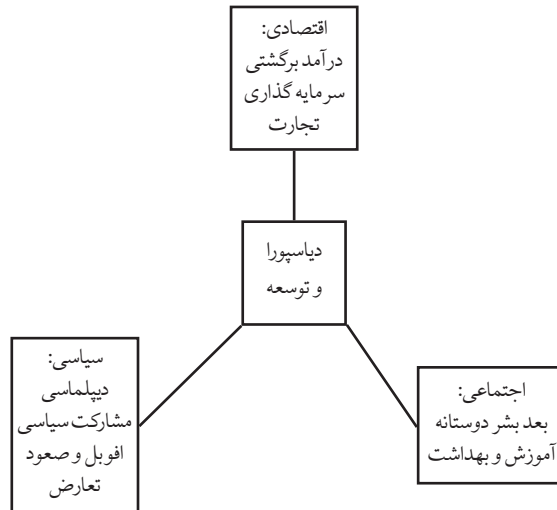 اقتصادی:
درآمد برگشتی
سرمایه گذاری
تجارت
دیاسپورا
و توسعه
سیاسی:
دیپلماسی
مشارکت سیاسی
افوبل و صعود
تعارض
اجتماعی:
بعد بشر دوستانه
آموزش و بهداشت